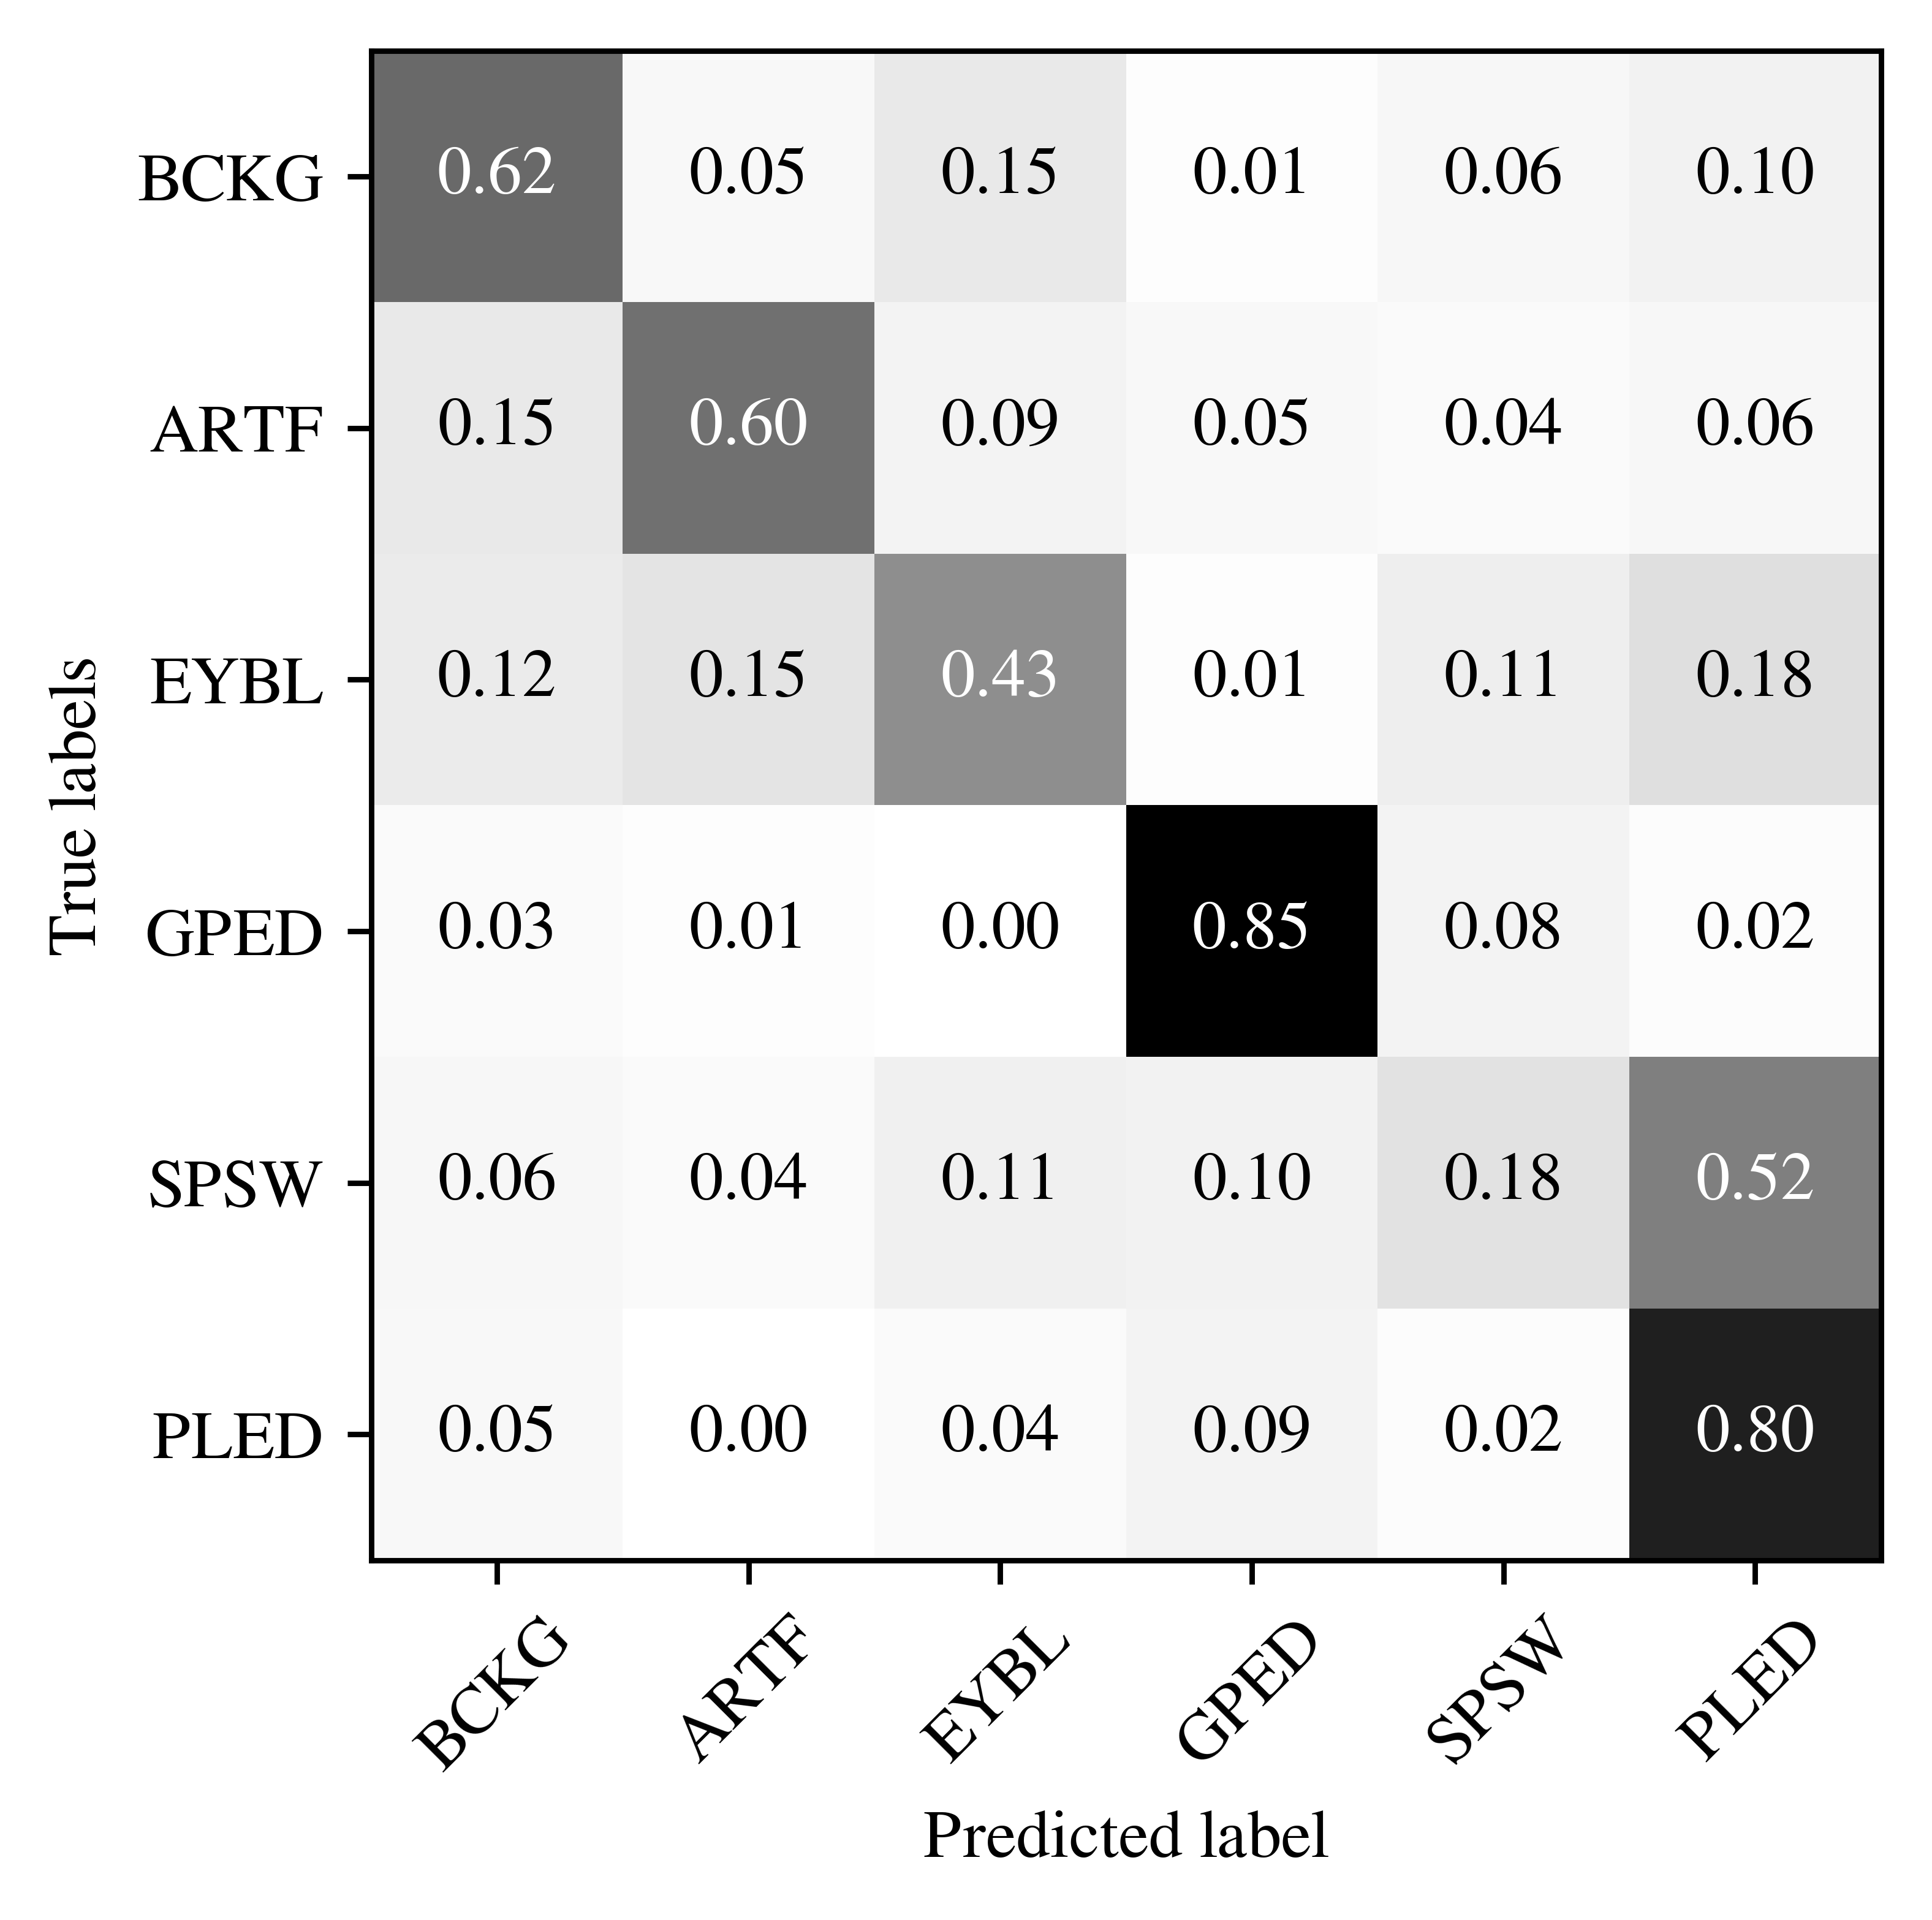 BCKG 0.62 0.05 0.15 0.01 0.06 0.10
ARTF 0.15 0.60 0.09 0.05 0.04 0.06
EYBL 0.12 0.15 0.43 0.01 0.11 0.18
GPED 0.03 0.01 0.00 0.85 0.08 0.02
SPSW 0.06 0.04 0.11 0.10 0.18 0.52
PLED 0.05 0.00 0.04 0.09 0.02 0.80
True labels
BCKG ARTF EYBL GPED SPSW PLED
Predicted label